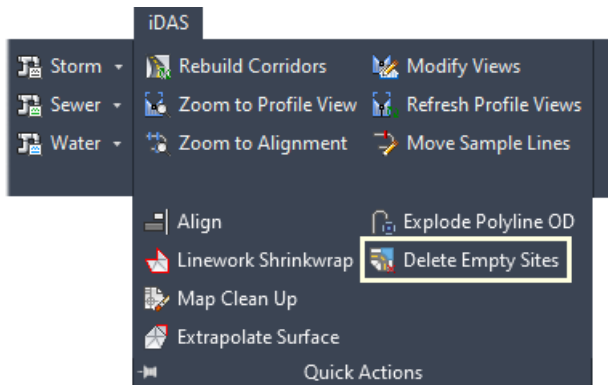 iDAS
Storm Rebuild Corridors Modify Views
Sewer Zoom to Profile View Refresh Profile Views
Water Zoom to Alignment Move Sample Lines
Align Explode Polyline OD
Linework Shrinkwrap Delete Empty Sites
Map Clean Up
Extrapolate Surface
Quick Actions